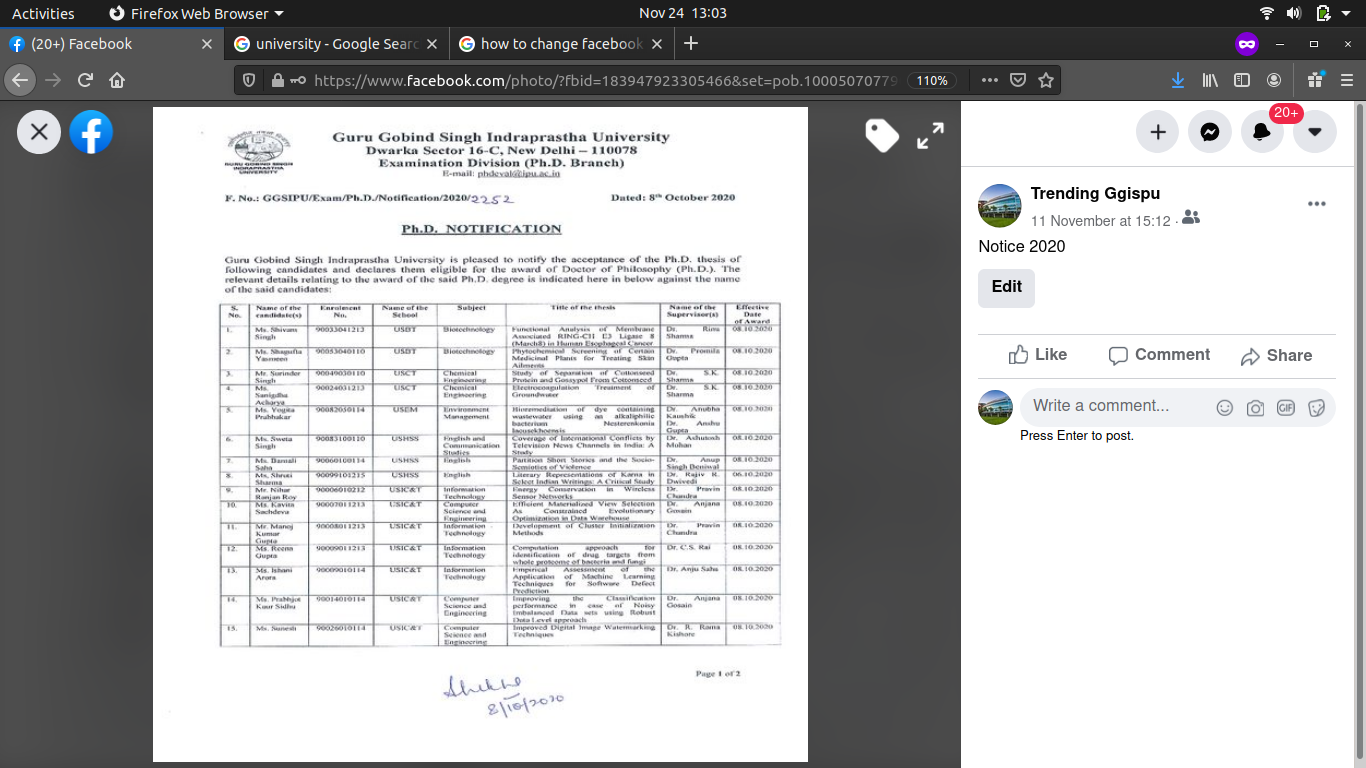 Activities
Firefox Web Browser
Nov 24 13:03
(20+) Facebook
university - Google Searc
how to change facebook
https://www.facebook.com/photo/?fbid=183947923305466&set=pob.10005070779
110%
Guru Gobind Singh Indraprastha University
Dwarka Sector 16-C, New Delhi – 110078
Examination Division (Ph.D. Branch)
E-mail: phdeval@ipu.ac.in
GURU GOBIND SINGH
INDRAPRASTHA
UNIVERSITY
F. No.: GGSIPU/Exam/Ph.D./Notification/2020/2252 Dated: 8th October 2020
Ph.D. NOTIFICATION
Guru Gobind Singh Indraprastha University is pleased to notify the acceptance of the Ph.D. thesis of
following candidates and declares them eligible for the award of Doctor of Philosophy (Ph.D.). The
relevant details relating to the award of the said Ph.D. degree is indicated here in below against the name
of the said candidates:
S. No. Name of the candidate(s) Enrolment No. Name of the School Subject Title of the thesis Name of the Supervisor(s) Effective Date of Award
1. Ms. Shivani Singh 90033041213 USBT Biotechnology Functional Analysis of Membrane Associated RING-CH E3 Ligase 8 (March8) in Human Esophageal Cancer Dr. Rinu Sharma 08.10.2020
2. Ms. Shagufta Yasmeen 90053040110 USBT Biotechnology Phytochemical Screening of Certain Medicinal Plants for Treating Skin Ailments Dr. Promila Gupta 08.10.2020
3. Mr. Surinder Singh 90049030110 USCT Chemical Engineering Study of Separation of Cottonseed Protein and Gossypol From Cottonseed Dr. S.K. Sharma 08.10.2020
4. Ms. Acharya 90024031213 USCT Chemical Engineering Electrocoagulation Treatment of Groundwater Dr. S.K. Sharma 08.10.2020
5. Ms. Yogita Prabhakar 90082050114 USEM Environment Management Bioremediation of dye containing wastewater using an alkaliphilic bacterium Nesterenkonia lacusekhoensis Dr. Anubha Kaushik Dr. Anshu Gupta 08.10.2020
6. Ms. Sweta Singh 90083100110 USHSS English and Communication Studies Coverage of International Conflicts by Television News Channels in India: A Study Dr. Ashutosh Mohan 08.10.2020
7. Ms. Barnali Saha 90060100114 USHSS English Partition Short Stories and the Socio-Semiotics of Violence Dr. Anup Singh Beniwal 08.10.2020
8. Ms. Shruti Sharma 90099101215 USHSS English Literary Representations of Karna in Select Indian Writings: A Critical Study Dr. Rajiv R. Dwivedi 06.10.2020
9. Mr. Nihar Ranjan Roy 90006010212 USIC&T Information Technology Energy Conservation in Wireless Sensor Networks Dr. Pravin Chandra 08.10.2020
10. Ms. Kavita Sachdeva 90007011213 USIC&T Computer Science and Engineering Efficient Materialized View Selection As Constrained Evolutionary Optimization in Data Warehouse Dr. Anjana Gosain 08.10.2020
11. Mr. Manoj Kumar Gupta 90008011213 USIC&T Information Technology Development of Cluster Initialization Methods Dr. Pravin Chandra 08.10.2020
12. Ms. Reena Gupta 90009011213 USIC&T Information Technology Computation approach for identification of drug targets from whole proteome of bacteria and fungi Dr. C.S. Rai 08.10.2020
13. Ms. Ishani Arora 90009010114 USIC&T Information Technology Empirical Assessment of the Application of Machine Learning Techniques for Software Defect Prediction Dr. Anju Saha 08.10.2020
14. Ms. Prabhjot Kaur Sidhu 90014010114 USIC&T Computer Science and Engineering Improving the Classification performance in case of Noisy Imbalanced Data sets using Robust Data Level approach Dr. Anjana Gosain 08.10.2020
15. Ms. Sunesh 90026010114 USIC&T Computer Science and Engineering Improved Digital Image Watermarking Techniques Dr. R. Rama Kishore 08.10.2020
Page 1 of 2
8/10/2020
20+
Trending Ggispu
11 November at 15:12 ·
Notice 2020
Edit
Like Comment Share
Write a comment...
GIF
Press Enter to post.